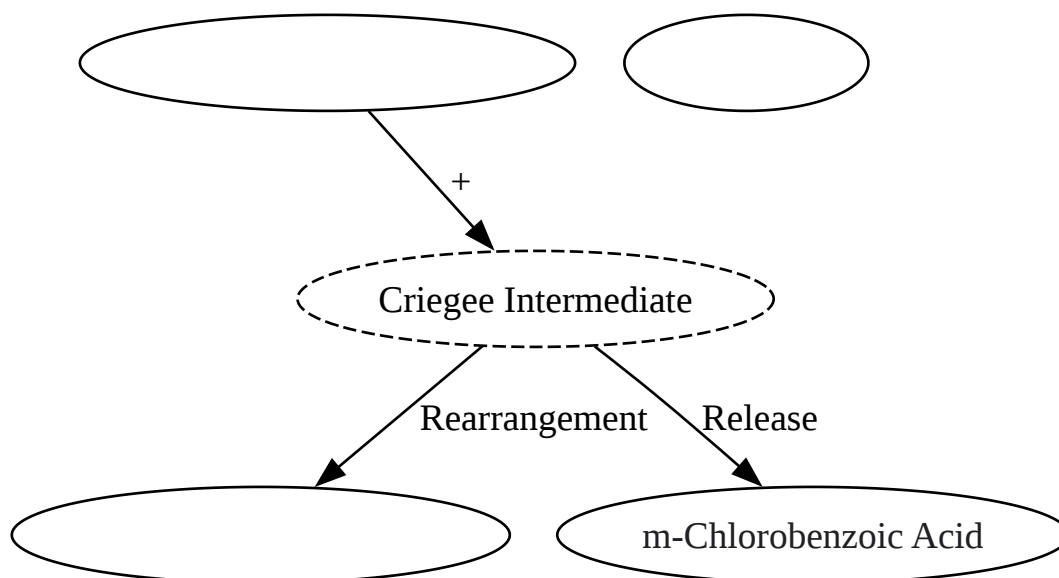 +
Criegee Intermediate
Rearrangement
Release
m-Chlorobenzoic Acid